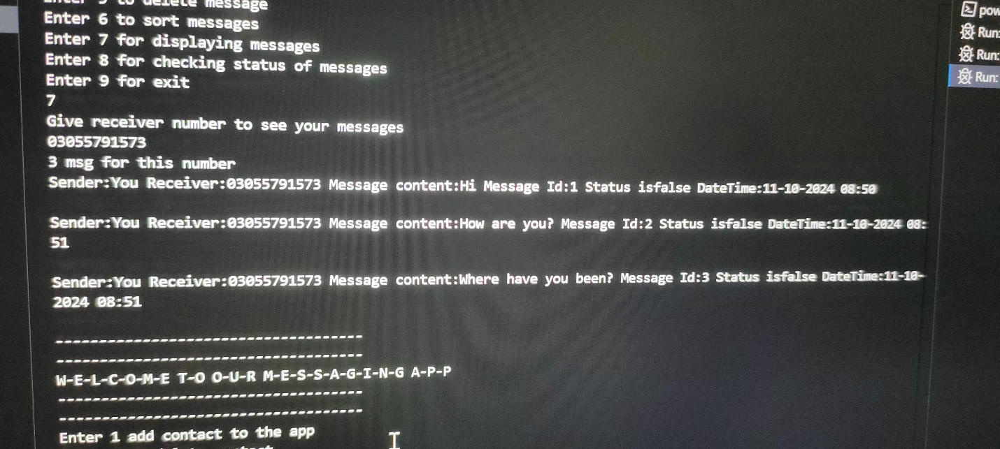 Enter 5 to delete message
Enter 6 to sort messages
Enter 7 for displaying messages
Enter 8 for checking status of messages
Enter 9 for exit
7
Give receiver number to see your messages
03055791573
3 msg for this number
Sender:You Receiver:03055791573 Message content:Hi Message Id:1 Status isfalse DateTime:11-10-2024 08:50
Sender:You Receiver:03055791573 Message content:How are you? Message Id:2 Status isfalse DateTime:11-10-2024 08:
51
Sender:You Receiver:03055791573 Message content:Where have you been? Message Id:3 Status isfalse DateTime:11-10-
2024 08:51
-----------------------------------
-----------------------------------
W-E-L-C-O-M-E T-O O-U-R M-E-S-S-A-G-I-N-G A-P-P
-----------------------------------
-----------------------------------
Enter 1 add contact to the app
pow
Run:
Run:
Run: